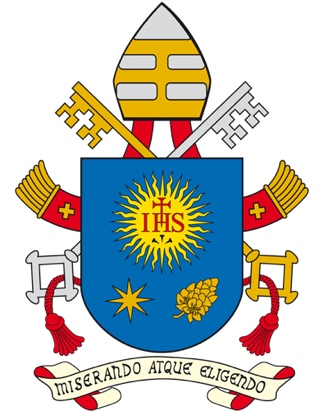 IHS
MISERANDO ATQUE ELIGENDO